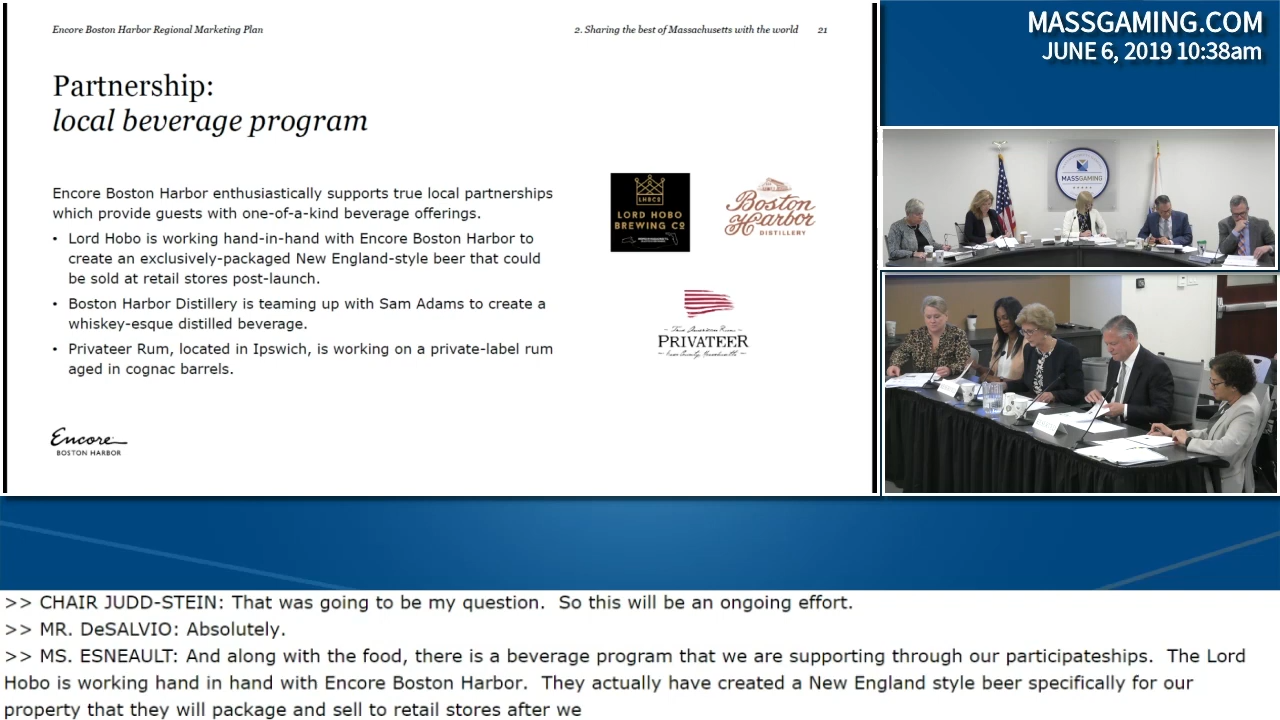 Encore Boston Harbor Regional Marketing Plan
2. Sharing the best of Massachusetts with the world 21
MASSGAMING.COM
JUNE 6, 2019 10:38am
Partnership:
local beverage program
Encore Boston Harbor enthusiastically supports true local partnerships
which provide guests with one-of-a-kind beverage offerings.
• Lord Hobo is working hand-in-hand with Encore Boston Harbor to
create an exclusively-packaged New England-style beer that could
be sold at retail stores post-launch.
• Boston Harbor Distillery is teaming up with Sam Adams to create a
whiskey-esque distilled beverage.
• Privateer Rum, located in Ipswich, is working on a private-label rum
aged in cognac barrels.
LHBCO
LORD HOBO
BREWING CO
Boston
Harbor
DISTILLERY
True American Rum
PRIVATEER
Encore
BOSTON HARBOR
MASSGAMING
>> CHAIR JUDD-STEIN: That was going to be my question. So this will be an ongoing effort.
>> MR. DeSALVIO: Absolutely.
>> MS. ESNEAULT: And along with the food, there is a beverage program that we are supporting through our participateships. The Lord
Hobo is working hand in hand with Encore Boston Harbor. They actually have created a New England style beer specifically for our
property that they will package and sell to retail stores after we